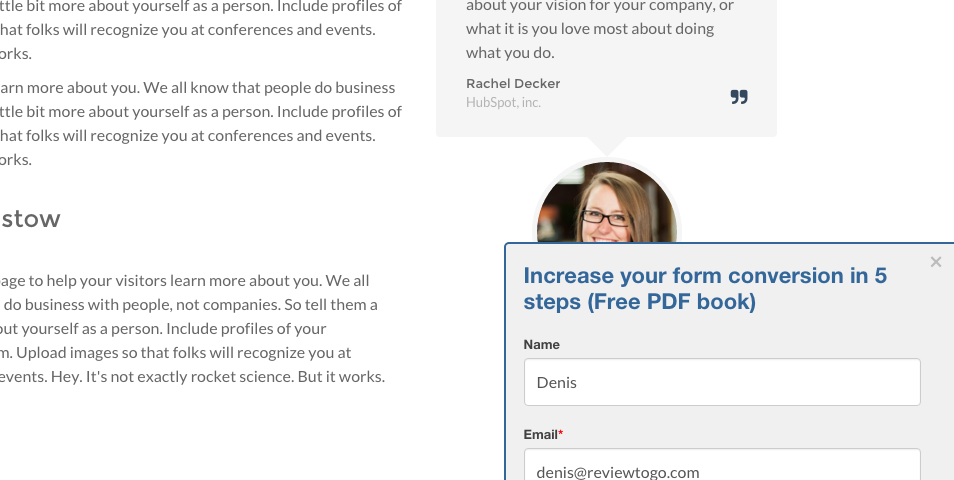 ttle bit more about yourself as a person. Include profiles of
hat folks will recognize you at conferences and events.
orks.
arn more about you. We all know that people do business
ttle bit more about yourself as a person. Include profiles of
hat folks will recognize you at conferences and events.
orks.
stow
age to help your visitors learn more about you. We all
do business with people, not companies. So tell them a
out yourself as a person. Include profiles of your
m. Upload images so that folks will recognize you at
events. Hey. It's not exactly rocket science. But it works.
about your vision for your company, or
what it is you love most about doing
what you do.
Rachel Decker
HubSpot, inc.
Increase your form conversion in 5
steps (Free PDF book)
Name
Denis
Email*
denis@reviewtogo.com